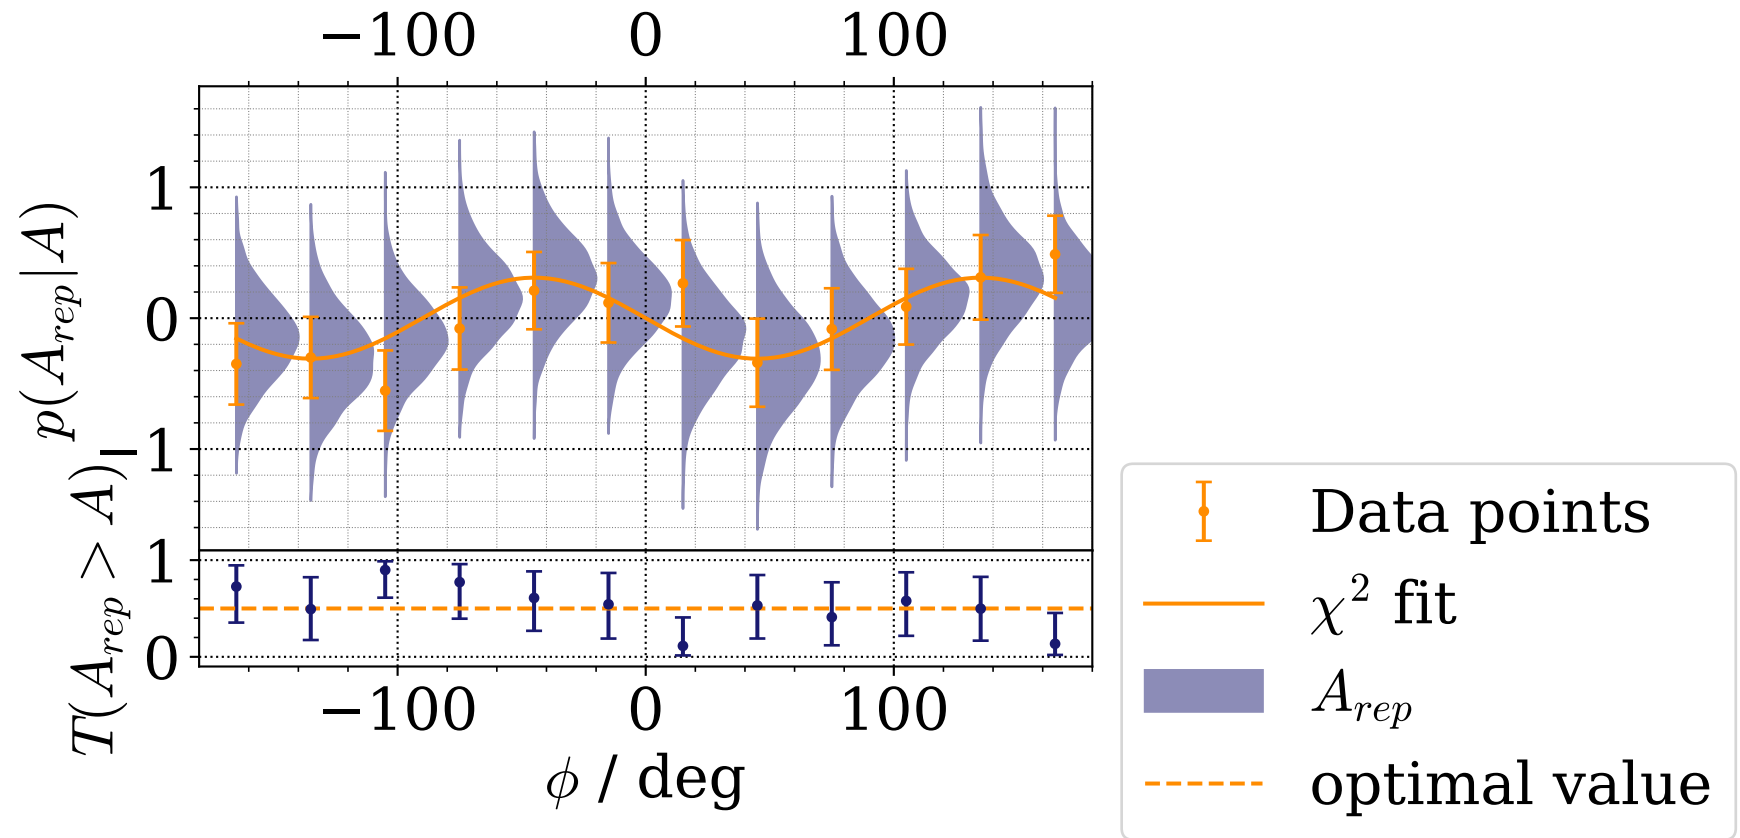 −100 0 100
p(A_rep|A)
1
0
−1
T(A_rep > A)
1
0
−100 0 100
ϕ / deg
Data points
χ² fit
A_rep
optimal value